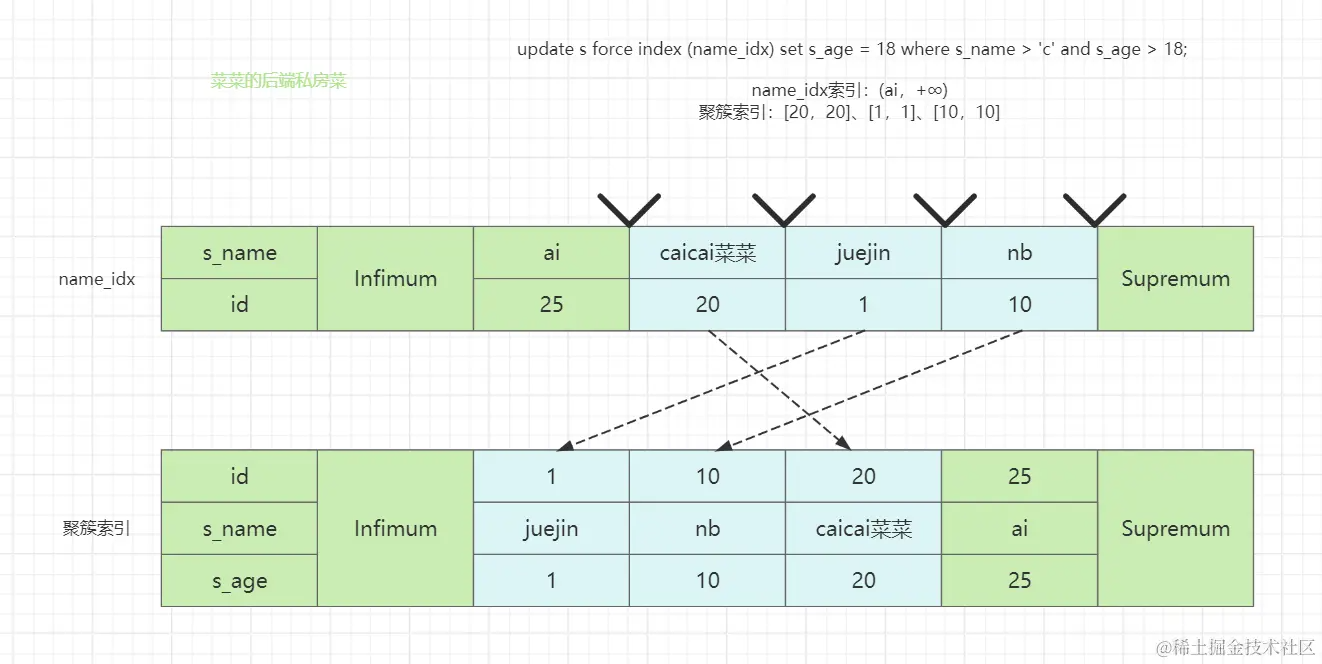 update s force index (name_idx) set s_age = 18 where s_name > 'c' and s_age > 18;
菜菜的后端私房菜
name_idx索引：(ai，+∞)
聚簇索引：[20，20]、[1，1]、[10，10]
name_idx
s_name Infimum ai caicai菜菜 juejin nb Supremum
id 25 20 1 10
聚簇索引
id Infimum 1 10 20 25 Supremum
s_name juejin nb caicai菜菜 ai
s_age 1 10 20 25
@稀土掘金技术社区